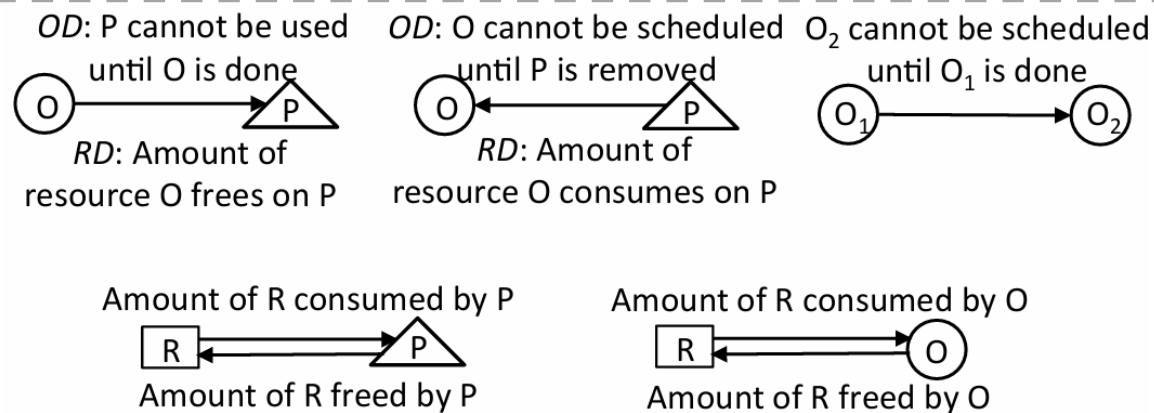 OD: P cannot be used
until O is done
O
P
RD: Amount of
resource O frees on P
OD: O cannot be scheduled
until P is removed
O
P
RD: Amount of
resource O consumes on P
O2 cannot be scheduled
until O1 is done
O1
O2
Amount of R consumed by P
R
P
Amount of R freed by P
Amount of R consumed by O
R
O
Amount of R freed by O